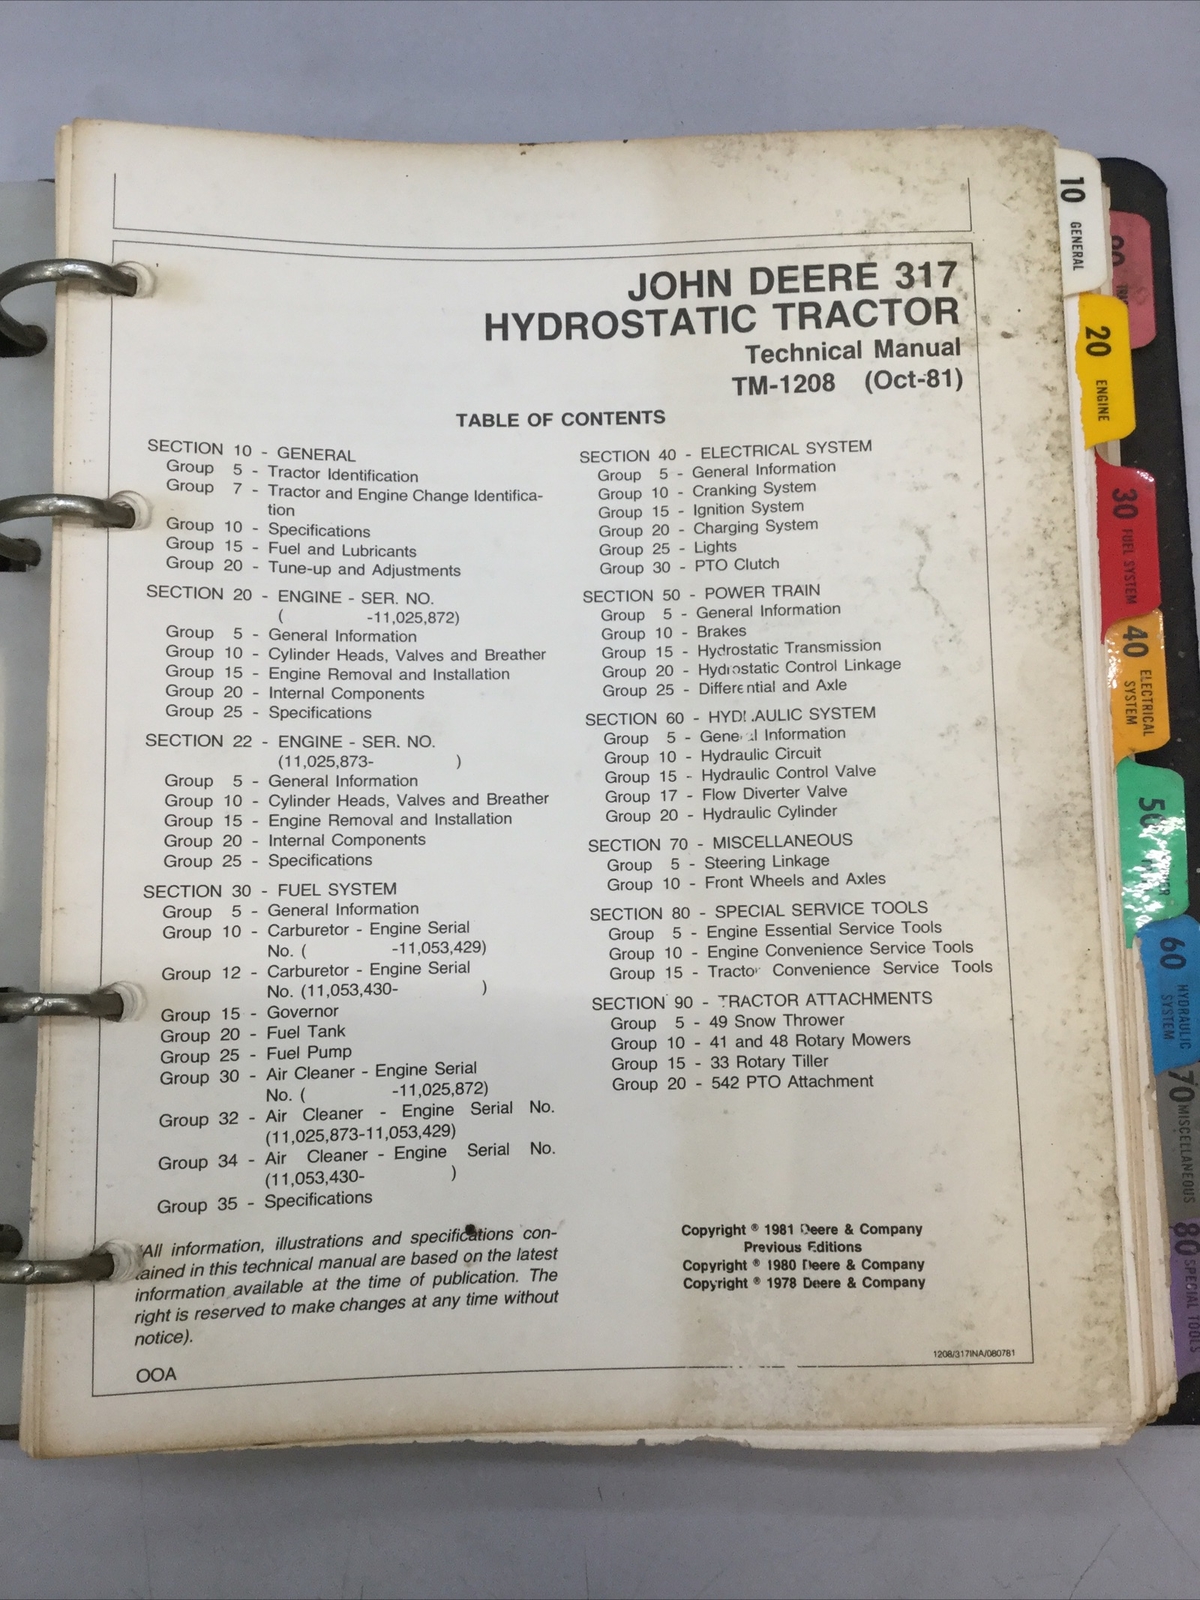 JOHN DEERE 317
HYDROSTATIC TRACTOR
Technical Manual
TM-1208 (Oct-81)
TABLE OF CONTENTS
SECTION 10 - GENERAL
Group 5 - Tractor Identification
Group 7 - Tractor and Engine Change Identifica-
tion
Group 10 - Specifications
Group 15 - Fuel and Lubricants
Group 20 - Tune-up and Adjustments
SECTION 20 - ENGINE - SER. NO.
( -11,025,872)
Group 5 - General Information
Group 10 - Cylinder Heads, Valves and Breather
Group 15 - Engine Removal and Installation
Group 20 - Internal Components
Group 25 - Specifications
SECTION 22 - ENGINE - SER. NO.
(11,025,873- )
Group 5 - General Information
Group 10 - Cylinder Heads, Valves and Breather
Group 15 - Engine Removal and Installation
Group 20 - Internal Components
Group 25 - Specifications
SECTION 30 - FUEL SYSTEM
Group 5 - General Information
Group 10 - Carburetor - Engine Serial
No. ( -11,053,429)
Group 12 - Carburetor - Engine Serial
No. (11,053,430- )
Group 15 - Governor
Group 20 - Fuel Tank
Group 25 - Fuel Pump
Group 30 - Air Cleaner - Engine Serial
No. ( -11,025,872)
Group 32 - Air Cleaner - Engine Serial No.
(11,025,873-11,053,429)
Group 34 - Air Cleaner - Engine Serial No.
(11,053,430- )
Group 35 - Specifications
(All information, illustrations and specifications con-
tained in this technical manual are based on the latest
information available at the time of publication. The
right is reserved to make changes at any time without
notice).
OOA
SECTION 40 - ELECTRICAL SYSTEM
Group 5 - General Information
Group 10 - Cranking System
Group 15 - Ignition System
Group 20 - Charging System
Group 25 - Lights
Group 30 - PTO Clutch
SECTION 50 - POWER TRAIN
Group 5 - General Information
Group 10 - Brakes
Group 15 - Hydrostatic Transmission
Group 20 - Hydrostatic Control Linkage
Group 25 - Differential and Axle
SECTION 60 - HYDRAULIC SYSTEM
Group 5 - General Information
Group 10 - Hydraulic Circuit
Group 15 - Hydraulic Control Valve
Group 17 - Flow Diverter Valve
Group 20 - Hydraulic Cylinder
SECTION 70 - MISCELLANEOUS
Group 5 - Steering Linkage
Group 10 - Front Wheels and Axles
SECTION 80 - SPECIAL SERVICE TOOLS
Group 5 - Engine Essential Service Tools
Group 10 - Engine Convenience Service Tools
Group 15 - Tractor Convenience Service Tools
SECTION 90 - TRACTOR ATTACHMENTS
Group 5 - 49 Snow Thrower
Group 10 - 41 and 48 Rotary Mowers
Group 15 - 33 Rotary Tiller
Group 20 - 542 PTO Attachment
Copyright ® 1981 Deere & Company
Previous Editions
Copyright ® 1980 Deere & Company
Copyright ® 1978 Deere & Company
1208/317INA/080781
10 GENERAL
20 ENGINE
30 FUEL SYSTEM
40 ELECTRICAL
SYSTEM
50
60 HYDRAULIC
SYSTEM
70 MISCELLANEOUS
80 SPECIAL TOOLS
90